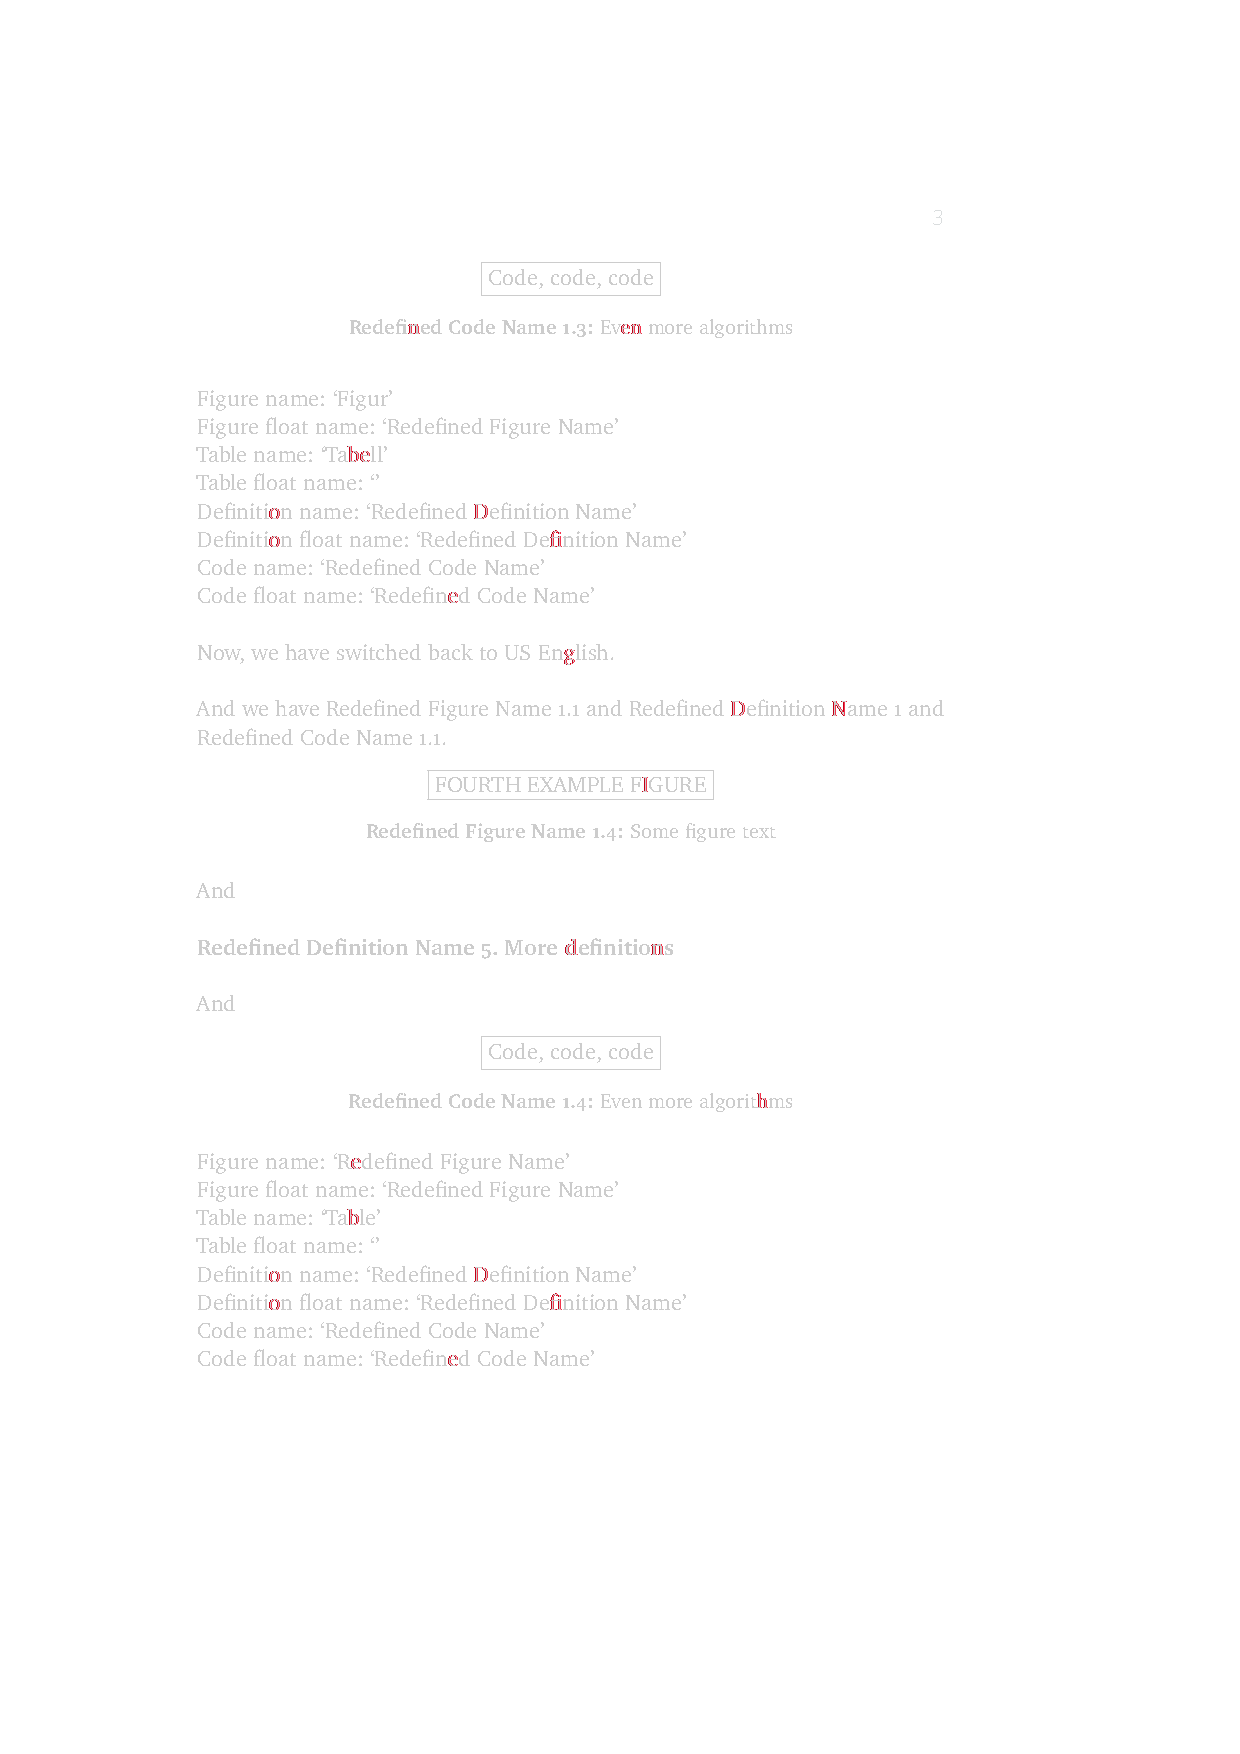 3
Code, code, code
Redefined Code Name 1.3: Even more algorithms
Figure name: ‘Figur’
Figure float name: ‘Redefined Figure Name’
Table name: ‘Tabell’
Table float name: ‘’
Definition name: ‘Redefined Definition Name’
Definition float name: ‘Redefined Definition Name’
Code name: ‘Redefined Code Name’
Code float name: ‘Redefined Code Name’
Now, we have switched back to US English.
And we have Redefined Figure Name 1.1 and Redefined Definition Name 1 and
Redefined Code Name 1.1.
FOURTH EXAMPLE FIGURE
Redefined Figure Name 1.4: Some figure text
And
Redefined Definition Name 5. More definitions
And
Code, code, code
Redefined Code Name 1.4: Even more algorithms
Figure name: ‘Redefined Figure Name’
Figure float name: ‘Redefined Figure Name’
Table name: ‘Table’
Table float name: ‘’
Definition name: ‘Redefined Definition Name’
Definition float name: ‘Redefined Definition Name’
Code name: ‘Redefined Code Name’
Code float name: ‘Redefined Code Name’